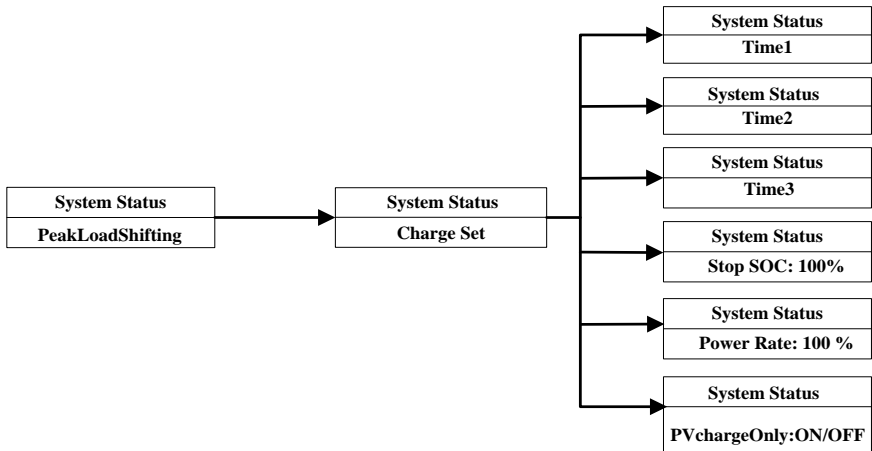 System Status
PeakLoadShifting
System Status
Charge Set
System Status
Time1
System Status
Time2
System Status
Time3
System Status
Stop SOC: 100%
System Status
Power Rate: 100 %
System Status
PVchargeOnly:ON/OFF